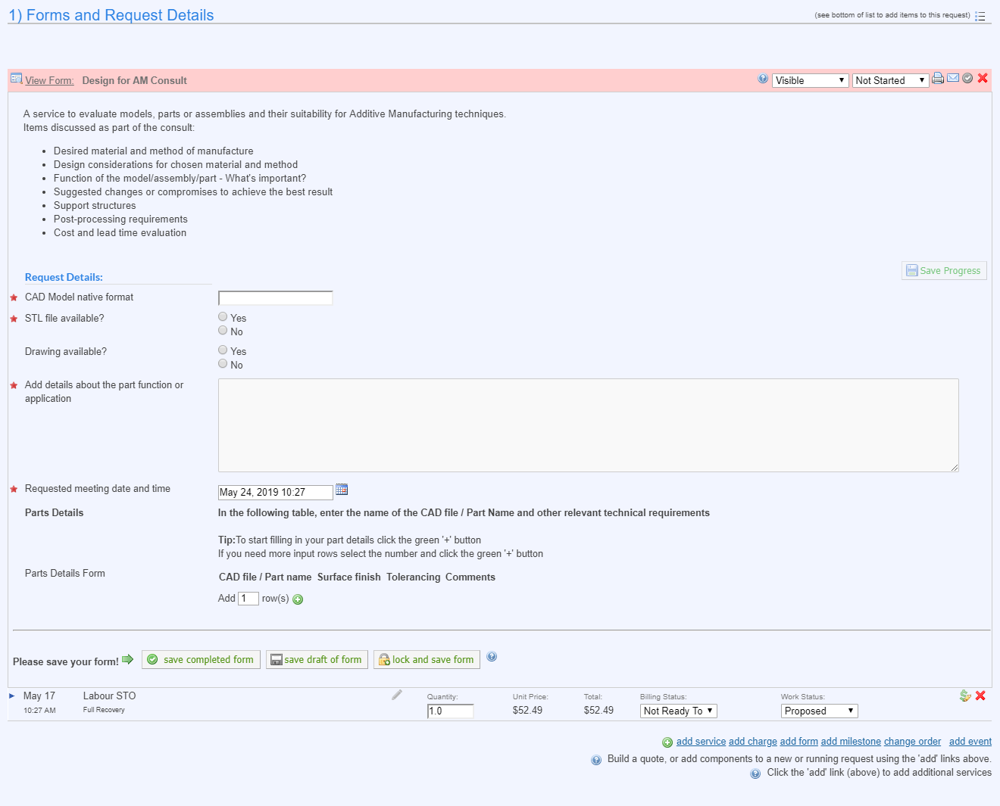 1) Forms and Request Details
(see bottom of list to add items to this request)
View Form: Design for AM Consult
Visible
Not Started
A service to evaluate models, parts or assemblies and their suitability for Additive Manufacturing techniques.
Items discussed as part of the consult:
• Desired material and method of manufacture
• Design considerations for chosen material and method
• Function of the model/assembly/part - What's important?
• Suggested changes or compromises to achieve the best result
• Support structures
• Post-processing requirements
• Cost and lead time evaluation
Request Details:
Save Progress
CAD Model native format
STL file available?
Yes
No
Drawing available?
Yes
No
Add details about the part function or
application
Requested meeting date and time
May 24, 2019 10:27
Parts Details
In the following table, enter the name of the CAD file / Part Name and other relevant technical requirements
Tip:To start filling in your part details click the green '+' button
If you need more input rows select the number and click the green '+' button
Parts Details Form
CAD file / Part name Surface finish Tolerancing Comments
Add 1 row(s)
Please save your form!
save completed form
save draft of form
lock and save form
May 17 Labour STO Quantity: Unit Price: Total: Billing Status: Work Status:
10:27 AM Full Recovery 1.0 $52.49 $52.49 Not Ready To Proposed
add service add charge add form add milestone change order add event
Build a quote, or add components to a new or running request using the 'add' links above.
Click the 'add' link (above) to add additional services